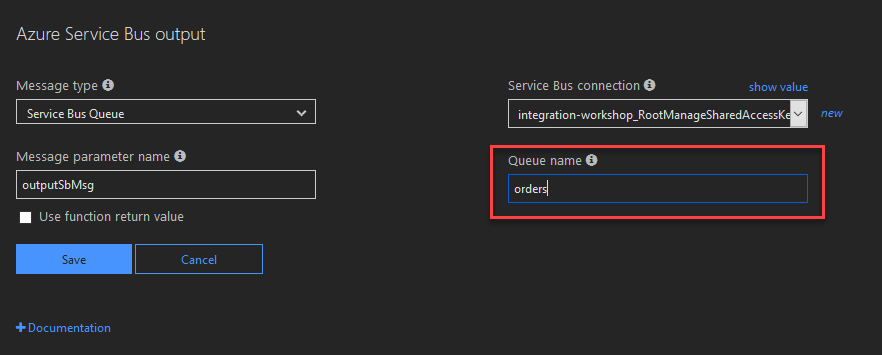 Azure Service Bus output
Message type
Service Bus connection
show value
Service Bus Queue
integration-workshop_RootManageSharedAccessKe
new
Message parameter name
Queue name
outputSbMsg
orders
Use function return value
Save
Cancel
Documentation